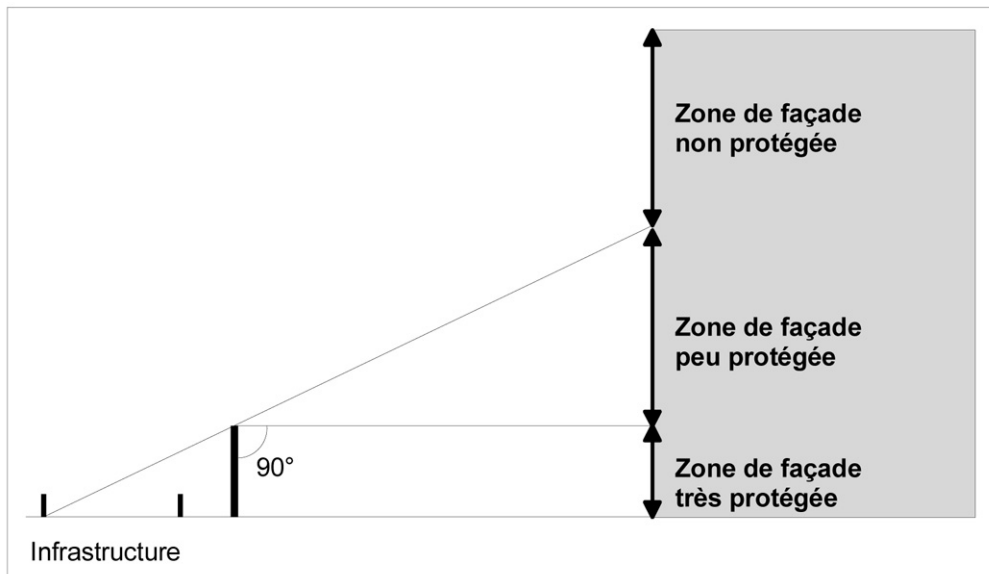 Zone de façade
non protégée
Zone de façade
peu protégée
90°
Zone de façade
très protégée
Infrastructure